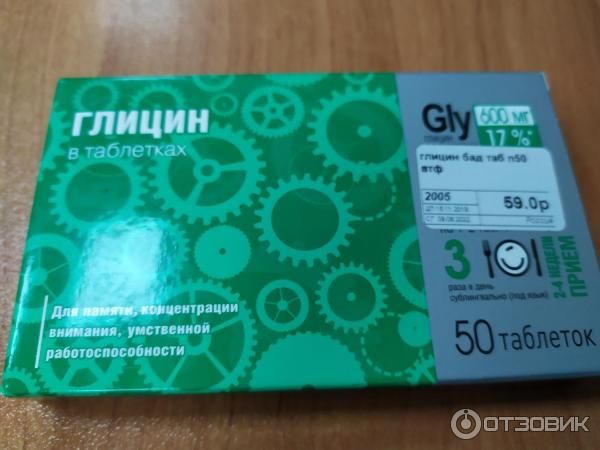 ГЛИЦИН
в таблетках
Для памяти, концентрации
внимания, умственной
работоспособности
Gly
глицин
600 мг
17 %*
глицин бад таб n50
втф
2005
59.0р
Россия
3
раза в день
сублингвально (под язык)
2-4 НЕДЕЛИ
ПРИЕМ
50 таблеток
ОТЗОВИК